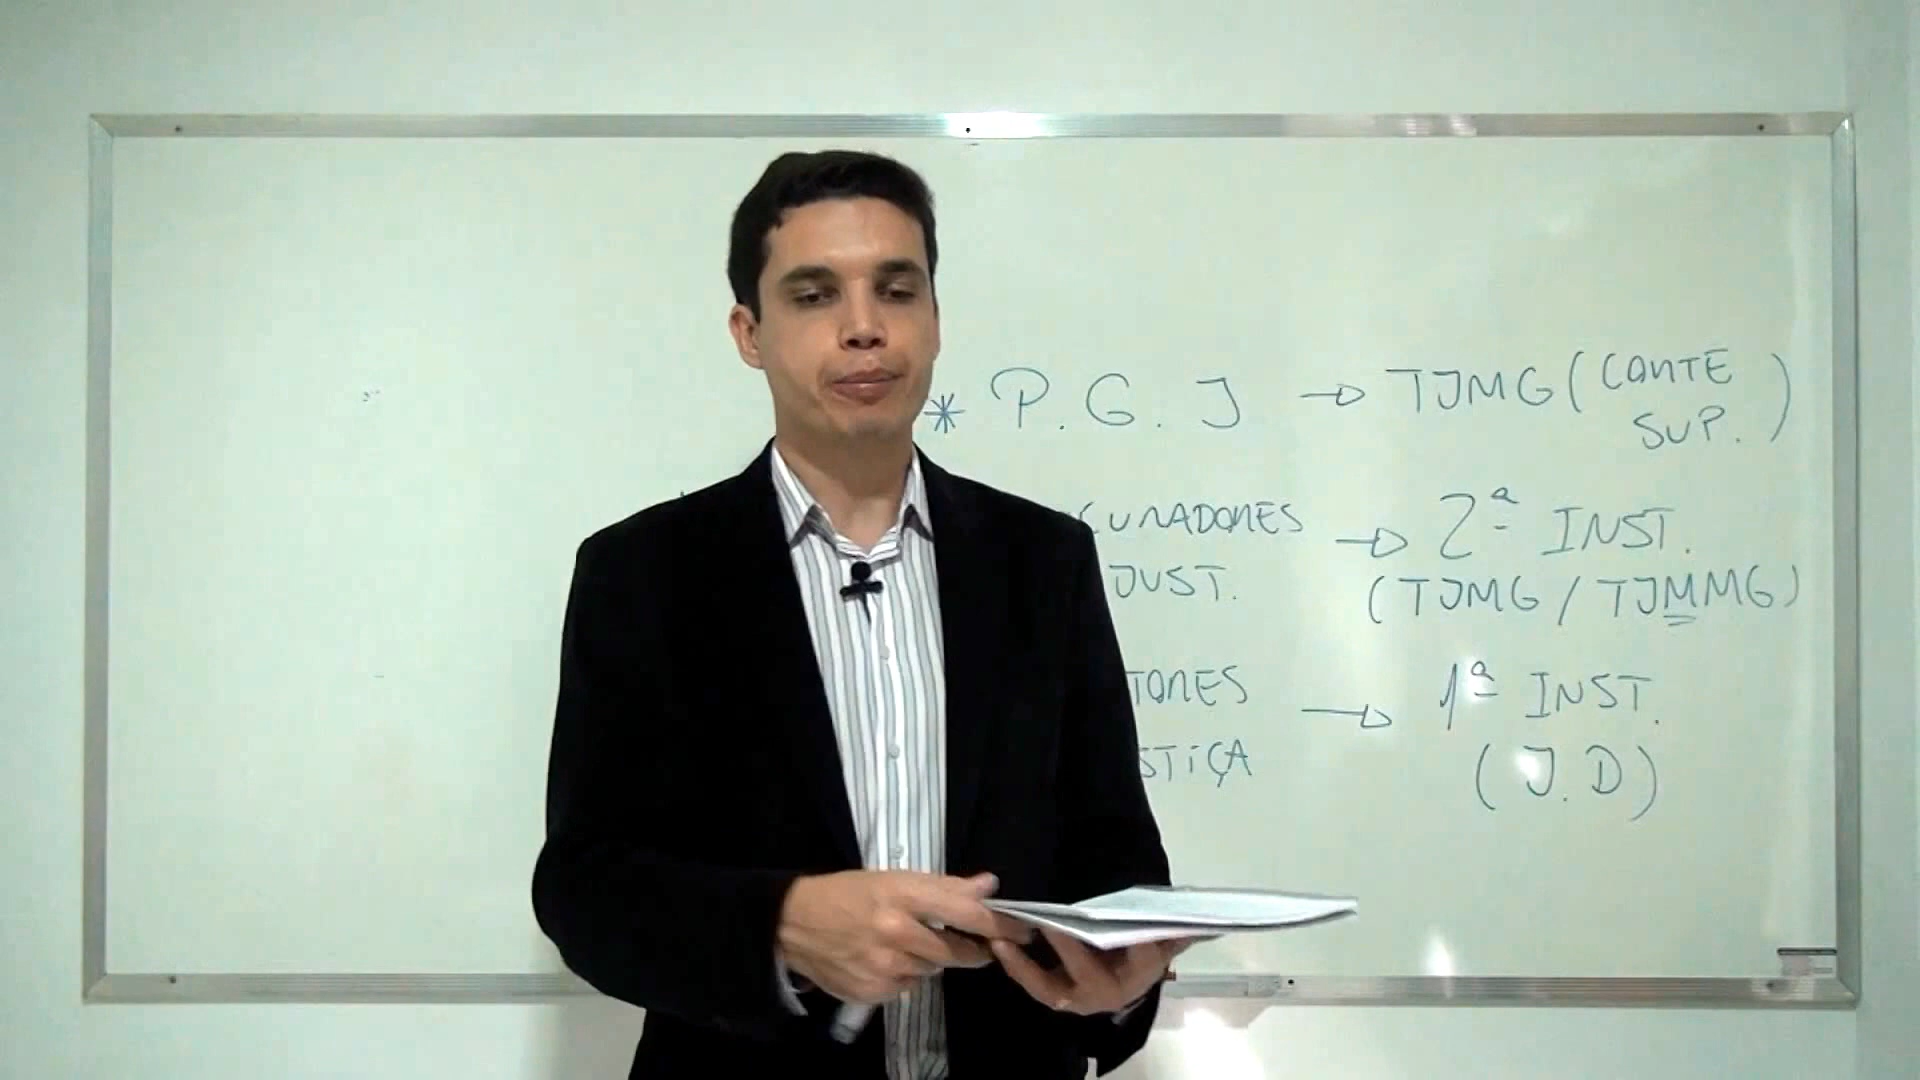 * P. G. J → TJMG (CORTE
SUP.)
CURADORES → 2ª INST.
JUST. (TJMG / TJMMG)
TORES → 1ª INST.
STIÇA (J.D)